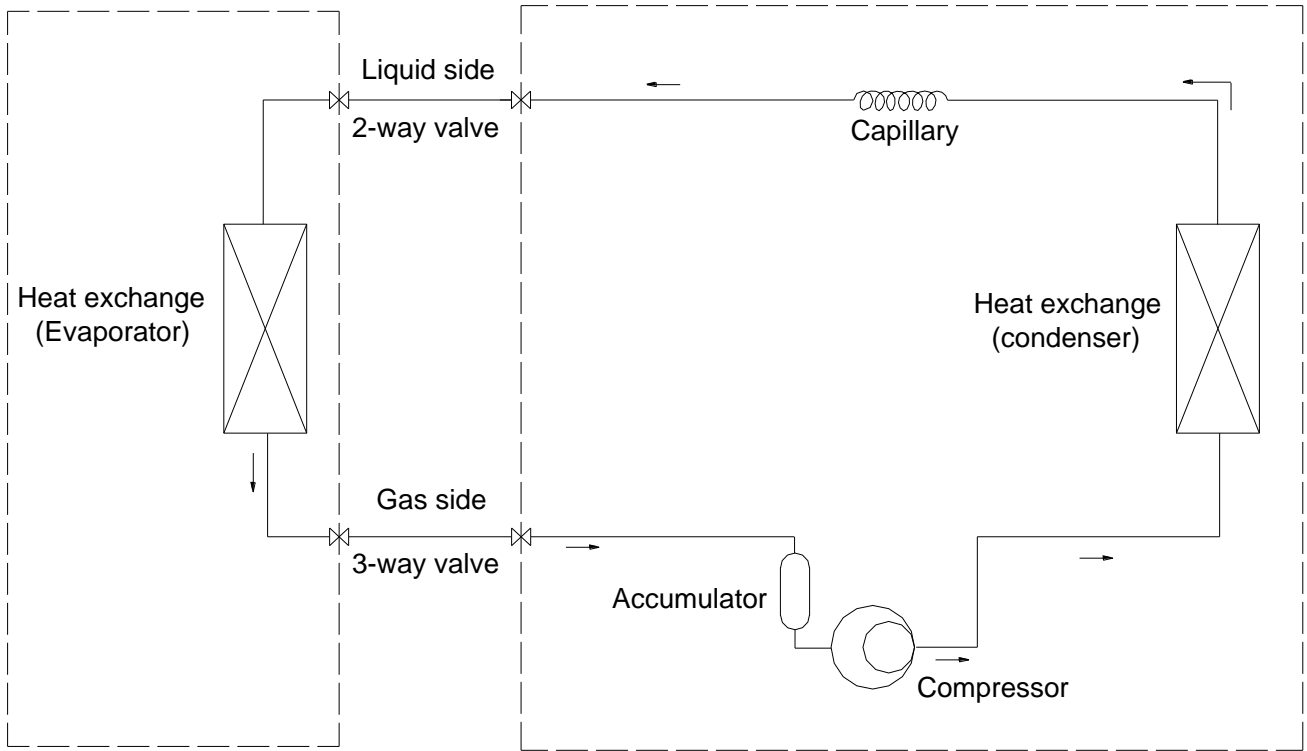 Liquid side
2-way valve
Capillary
Heat exchange
(Evaporator)
Heat exchange
(condenser)
Gas side
3-way valve
Accumulator
Compressor